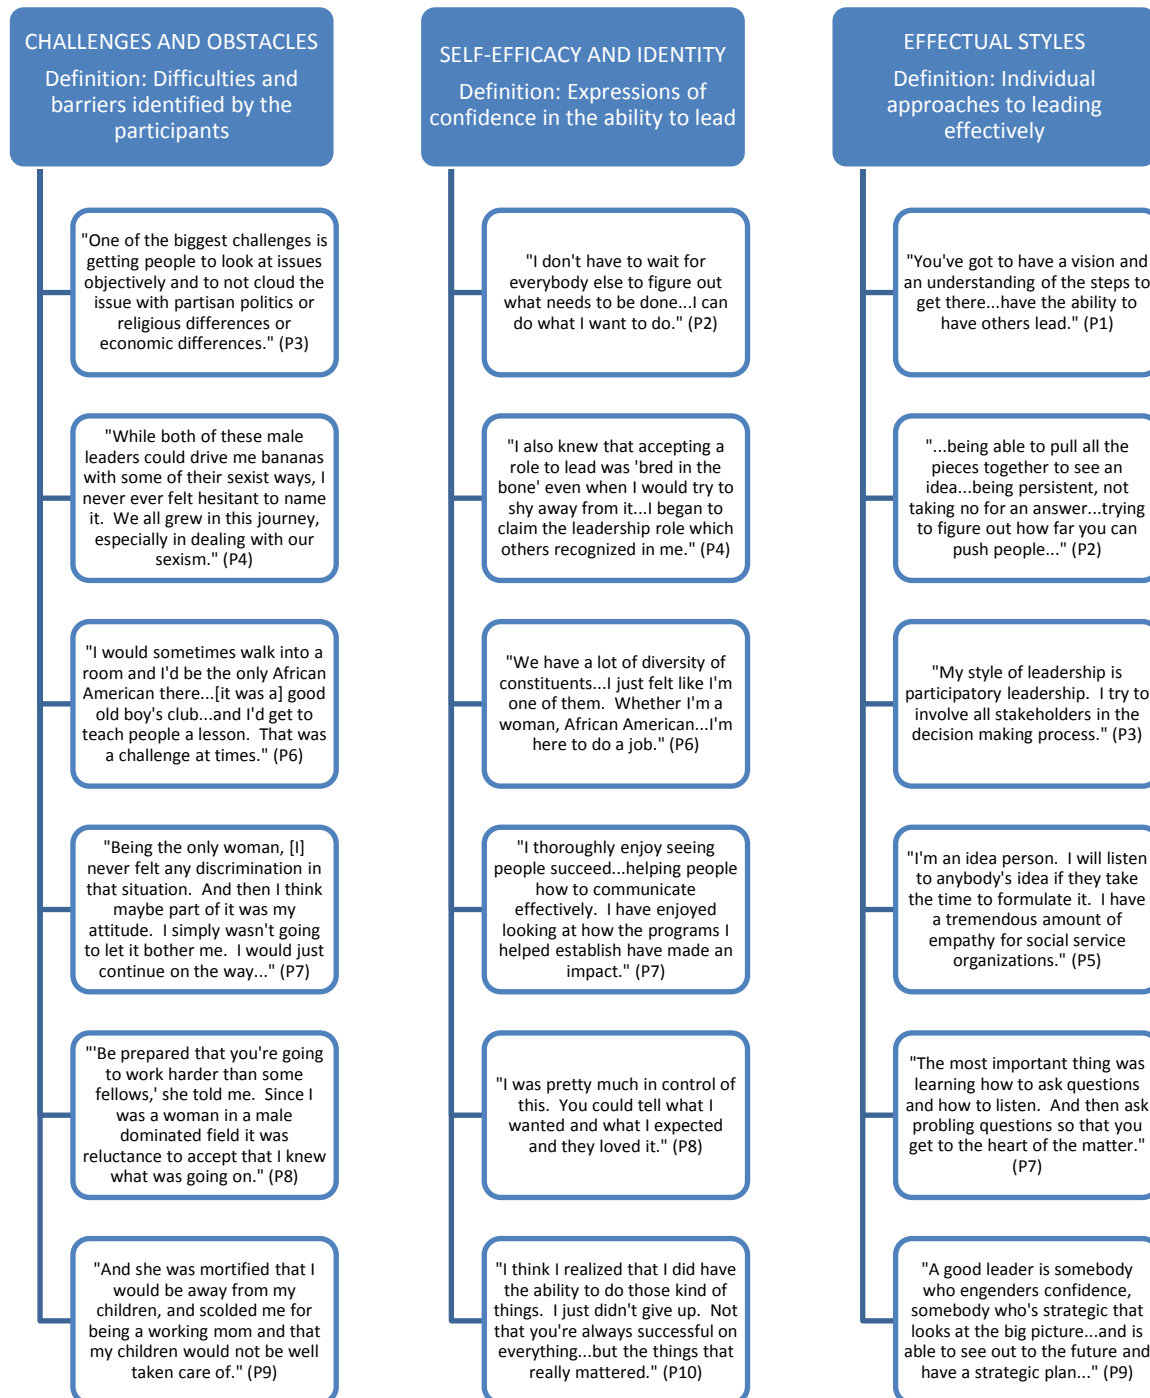 CHALLENGES AND OBSTACLES
Definition: Difficulties and
barriers identified by the
participants
"One of the biggest challenges is
getting people to look at issues
objectively and to not cloud the
issue with partisan politics or
religious differences or
economic differences." (P3)
"While both of these male
leaders could drive me bananas
with some of their sexist ways, I
never ever felt hesitant to name
it. We all grew in this journey,
especially in dealing with our
sexism." (P4)
"I would sometimes walk into a
room and I'd be the only African
American there...[it was a] good
old boy's club...and I'd get to
teach people a lesson. That was
a challenge at times." (P6)
"Being the only woman, [I]
never felt any discrimination in
that situation. And then I think
maybe part of it was my
attitude. I simply wasn't going
to let it bother me. I would just
continue on the way..." (P7)
"'Be prepared that you're going
to work harder than some
fellows,' she told me. Since I
was a woman in a male
dominated field it was
reluctance to accept that I knew
what was going on." (P8)
"And she was mortified that I
would be away from my
children, and scolded me for
being a working mom and that
my children would not be well
taken care of." (P9)
SELF-EFFICACY AND IDENTITY
Definition: Expressions of
confidence in the ability to lead
"I don't have to wait for
everybody else to figure out
what needs to be done...I can
do what I want to do." (P2)
"I also knew that accepting a
role to lead was 'bred in the
bone' even when I would try to
shy away from it...I began to
claim the leadership role which
others recognized in me." (P4)
"We have a lot of diversity of
constituents...I just felt like I'm
one of them. Whether I'm a
woman, African American...I'm
here to do a job." (P6)
"I thoroughly enjoy seeing
people succeed...helping people
how to communicate
effectively. I have enjoyed
looking at how the programs I
helped establish have made an
impact." (P7)
"I was pretty much in control of
this. You could tell what I
wanted and what I expected
and they loved it." (P8)
"I think I realized that I did have
the ability to do those kind of
things. I just didn't give up. Not
that you're always successful on
everything...but the things that
really mattered." (P10)
EFFECTUAL STYLES
Definition: Individual
approaches to leading
effectively
"You've got to have a vision and
an understanding of the steps to
get there...have the ability to
have others lead." (P1)
"...being able to pull all the
pieces together to see an
idea...being persistent, not
taking no for an answer...trying
to figure out how far you can
push people..." (P2)
"My style of leadership is
participatory leadership. I try to
involve all stakeholders in the
decision making process." (P3)
"I'm an idea person. I will listen
to anybody's idea if they take
the time to formulate it. I have
a tremendous amount of
empathy for social service
organizations." (P5)
"The most important thing was
learning how to ask questions
and how to listen. And then ask
probling questions so that you
get to the heart of the matter."
(P7)
"A good leader is somebody
who engenders confidence,
somebody who's strategic that
looks at the big picture...and is
able to see out to the future and
have a strategic plan..." (P9)